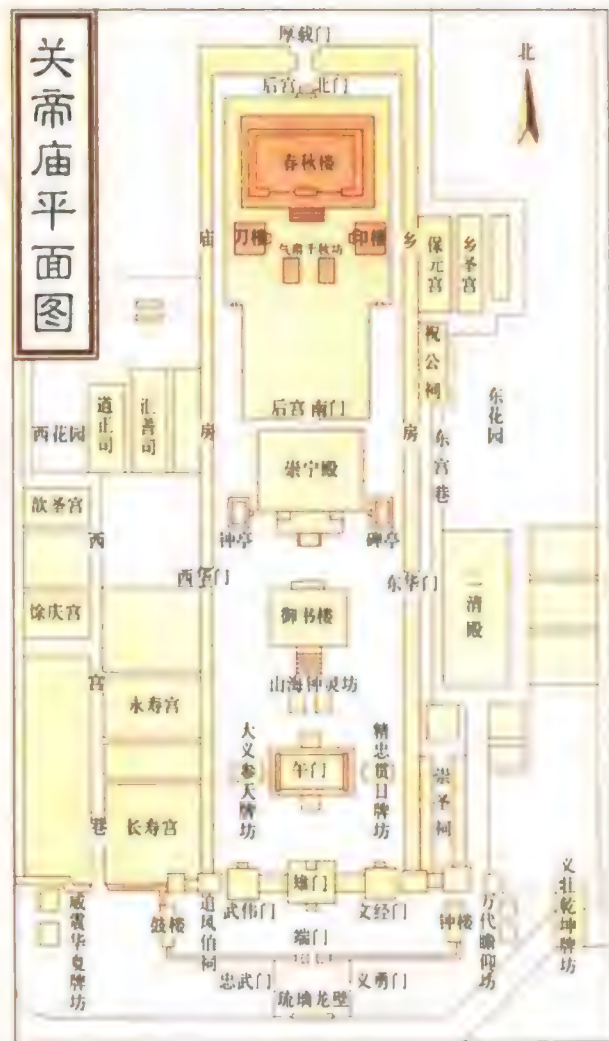 关帝庙平面图
北
厚载门
后宫北门
春秋楼
刀楼
气肃千秋坊
印楼
庙
房
乡
房
保元宫
乡圣宫
祝公祠
东花园
东宫巷
后宫南门
西花园
道正司
汇善司
崇宁殿
钟亭
碑亭
西华门
东华门
歆圣宫
馀庆宫
西
宫
巷
永寿宫
长寿宫
御书楼
山海钟灵坊
三清殿
大义参天牌坊
午门
精忠贯日牌坊
崇圣祠
威震华夏牌坊
鼓楼
追风伯祠
武伟门
雉门
文经门
钟楼
万代瞻仰坊
义壮乾坤牌坊
端门
忠武门
义勇门
琉璃龙壁